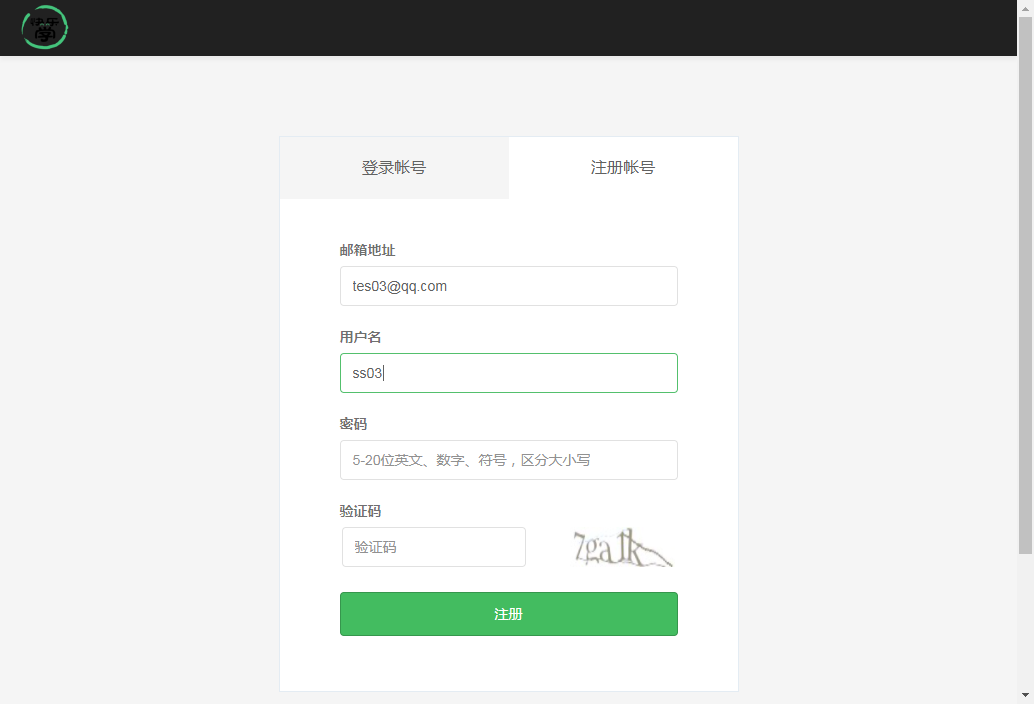 快乐
學
登录帐号
注册帐号
邮箱地址
tes03@qq.com
用户名
ss03
密码
5-20位英文、数字、符号，区分大小写
验证码
验证码
注册